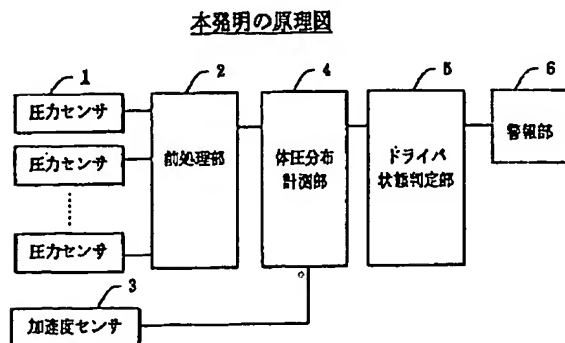 本発明の原理図
1
圧力センサ
圧力センサ
圧力センサ
2
前処理部
3
加速度センサ
4
体圧分布
計測部
5
ドライバ
状態判定部
6
警報部